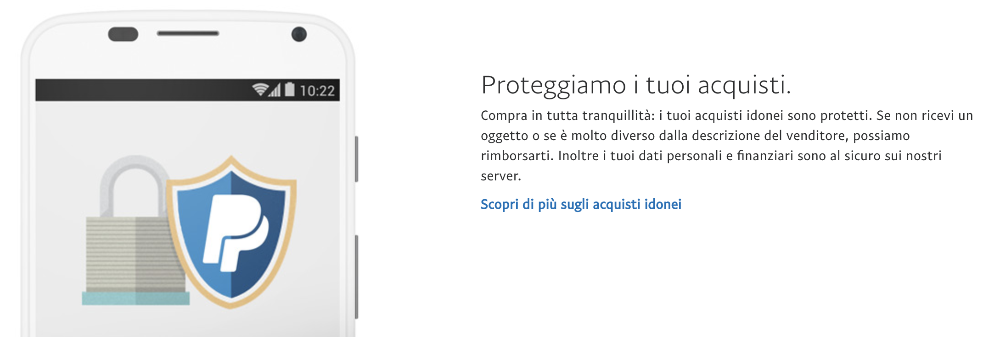 10:22
Proteggiamo i tuoi acquisti.
Compra in tutta tranquillità: i tuoi acquisti idonei sono protetti. Se non ricevi un
oggetto o se è molto diverso dalla descrizione del venditore, possiamo
rimborsarti. Inoltre i tuoi dati personali e finanziari sono al sicuro sui nostri
server.
Scopri di più sugli acquisti idonei